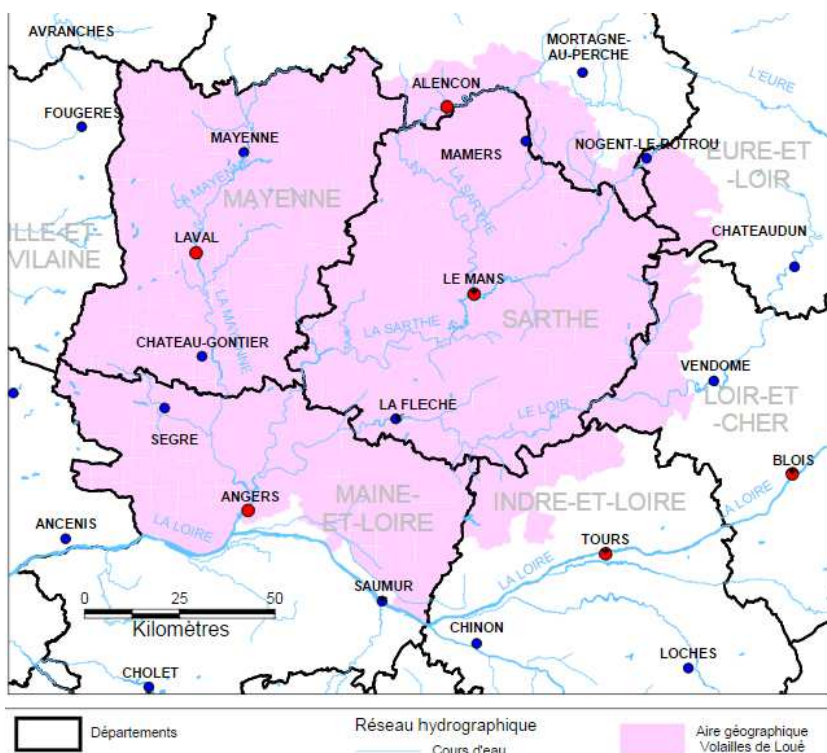 AVRANCHES
MORTAGNE-
AU-PERCHE
ALENÇON
L'EURE
FOUGERES
MAYENNE
MAMERS
NOGENT-LE-ROTROU
EURE-ET
-LOIR
LA MAYENNE
MAYENNE
LA SARTHE
ILLE-ET-
VILAINE
LAVAL
CHATEAUDUN
LE MANS
LA MAYENNE
LA SARTHE
SARTHE
CHATEAU-GONTIER
VENDOME
LOIR-ET
-CHER
LA FLECHE
LE LOIR
SEGRE
BLOIS
ANGERS
MAINE-
ET-LOIRE
INDRE-ET-LOIRE
LA LOIRE
ANCENIS
LA LOIRE
TOURS
LA LOIRE
SAUMUR
0 25 50
Kilomètres
CHINON
LOCHES
CHOLET
Départements
Réseau hydrographique
Cours d'eau
Aire géographique
Volailles de Loué